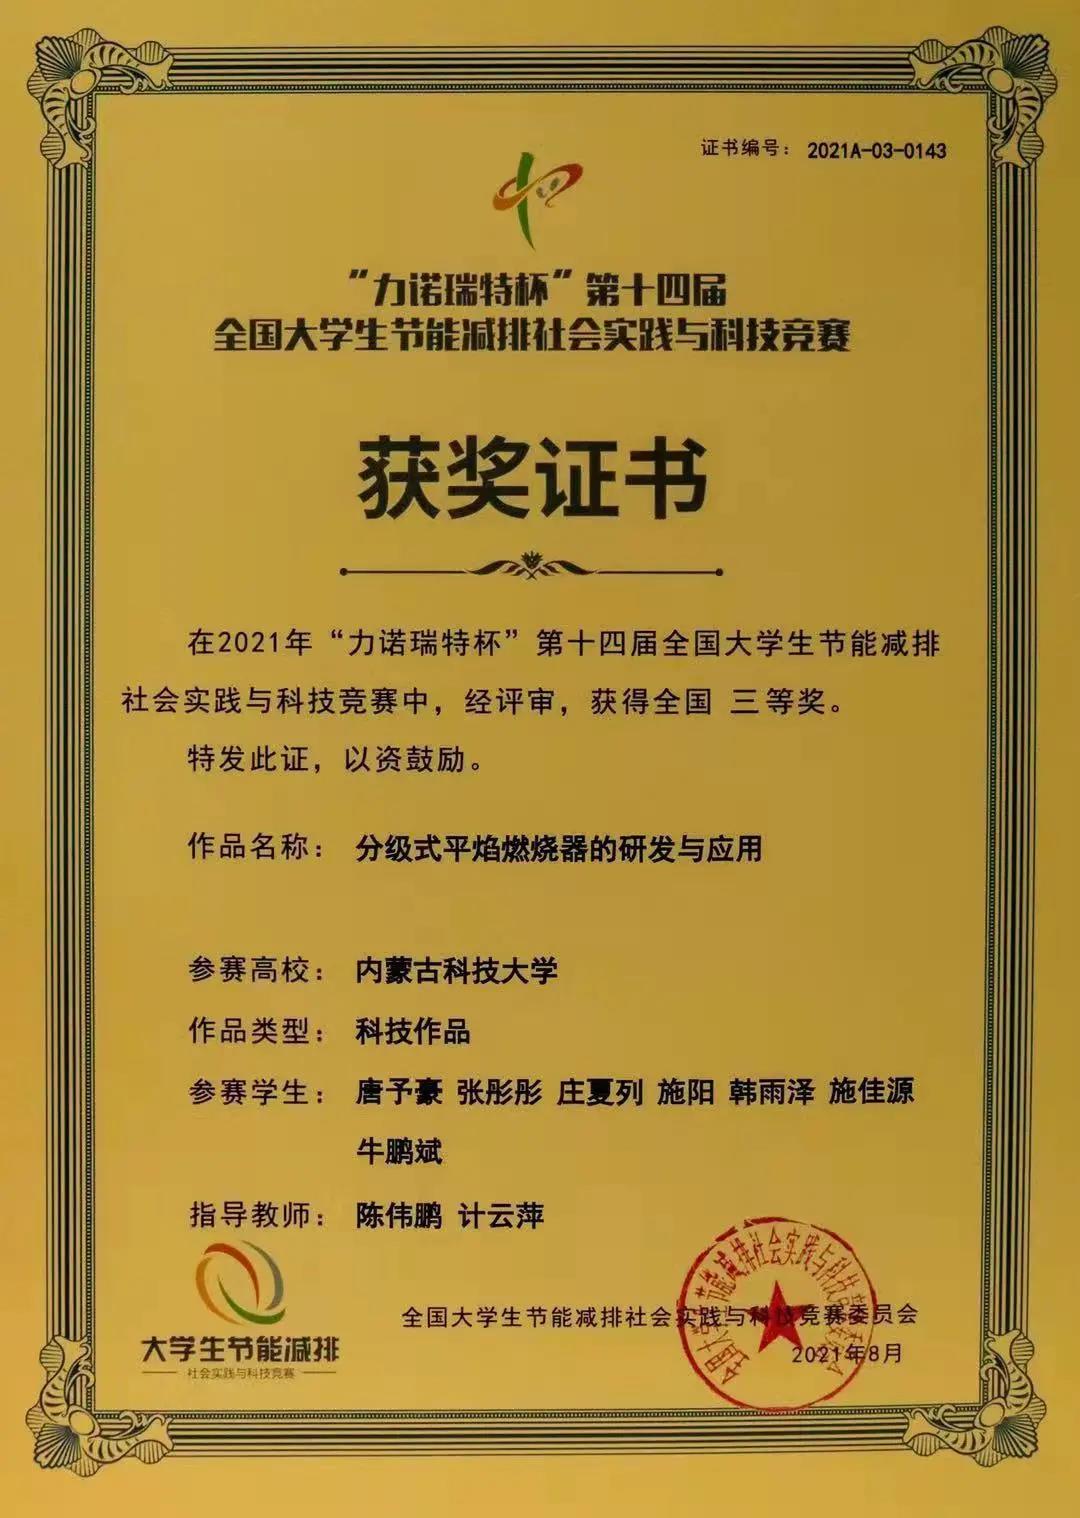 证书编号：2021A-03-0143
“力诺瑞特杯”第十四届
全国大学生节能减排社会实践与科技竞赛
获奖证书
在2021年“力诺瑞特杯”第十四届全国大学生节能减排
社会实践与科技竞赛中，经评审，获得全国 三等奖。
特发此证，以资鼓励。
作品名称：分级式平焰燃烧器的研发与应用
参赛高校：内蒙古科技大学
作品类型：科技作品
参赛学生：唐予豪 张彤彤 庄夏列 施阳 韩雨泽 施佳源
牛鹏斌
指导教师：陈伟鹏 计云萍
全国大学生节能减排社会实践与科技竞赛委员会
2021年8月
大学生节能减排
社会实践与科技竞赛